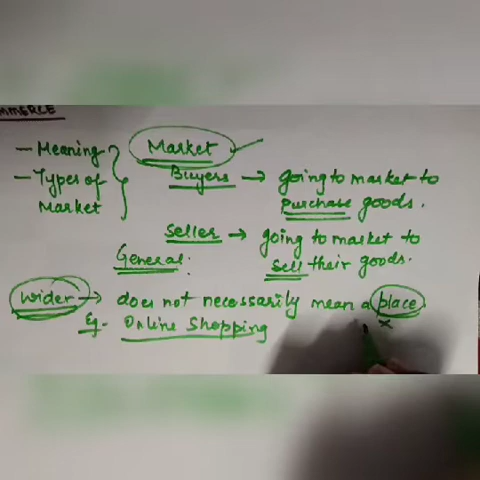 MMERCE
- Meaning
- Types of
Market
Market
Buyers → going to market to
purchase goods.
Seller → going to market to
sell their goods.
General:
Wider → does not necessarily mean a place
Eg- Online Shopping